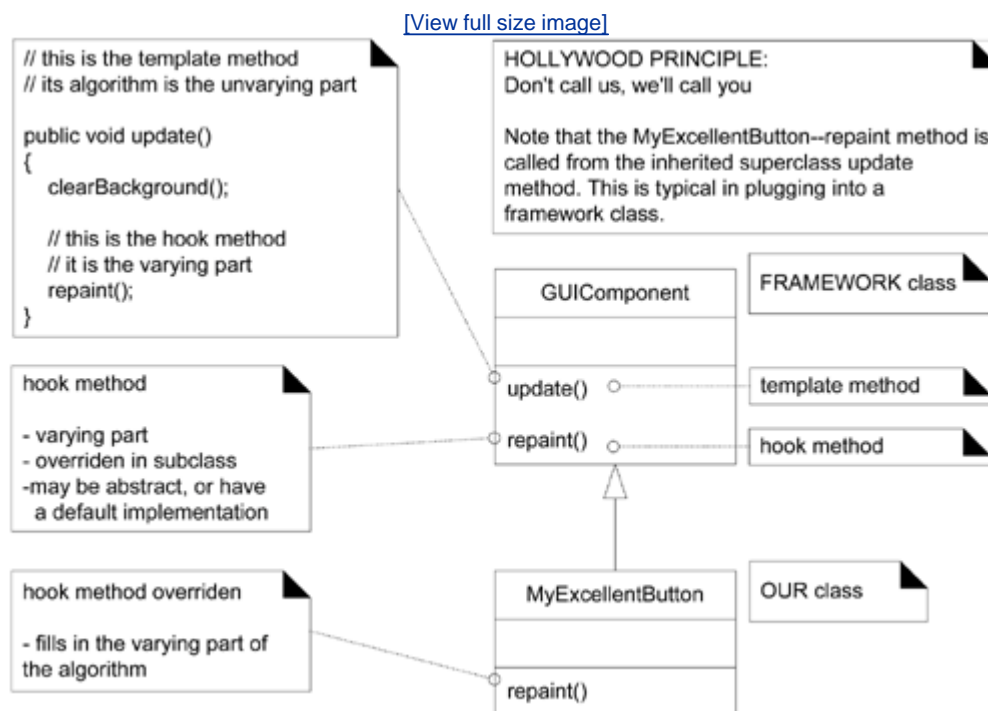 [View full size image]
// this is the template method
// its algorithm is the unvarying part
public void update()
{
clearBackground();
// this is the hook method
// it is the varying part
repaint();
}
HOLLYWOOD PRINCIPLE:
Don't call us, we'll call you
Note that the MyExcellentButton--repaint method is
called from the inherited superclass update
method. This is typical in plugging into a
framework class.
GUIComponent
FRAMEWORK class
update()
template method
repaint()
hook method
hook method
- varying part
- overriden in subclass
-may be abstract, or have
a default implementation
hook method overriden
- fills in the varying part of
the algorithm
MyExcellentButton
OUR class
repaint()